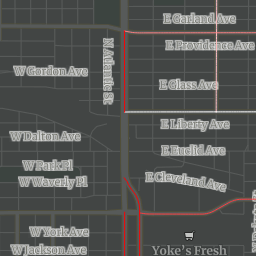 E Garland Ave
E Providence Ave
N Atlantic St
W Gordon Ave
E Glass Ave
E Liberty Ave
W Dalton Ave
E Euclid Ave
W Park Pl
W Waverly Pl
E Cleveland Ave
W York Ave
W Jackson Ave
Yoke's Fresh